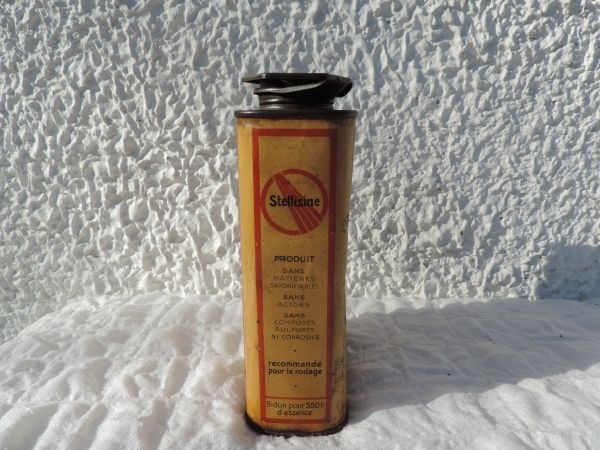 Stellisine
PRODUIT
SANS
MATIÈRES
SAPONIFIABLES
SANS
ACIDES
SANS
COMPOSÉS
SULFURÉS
NI CORROSIFS
recommandé
pour le rodage
Bidon pour 550 l
d'essence